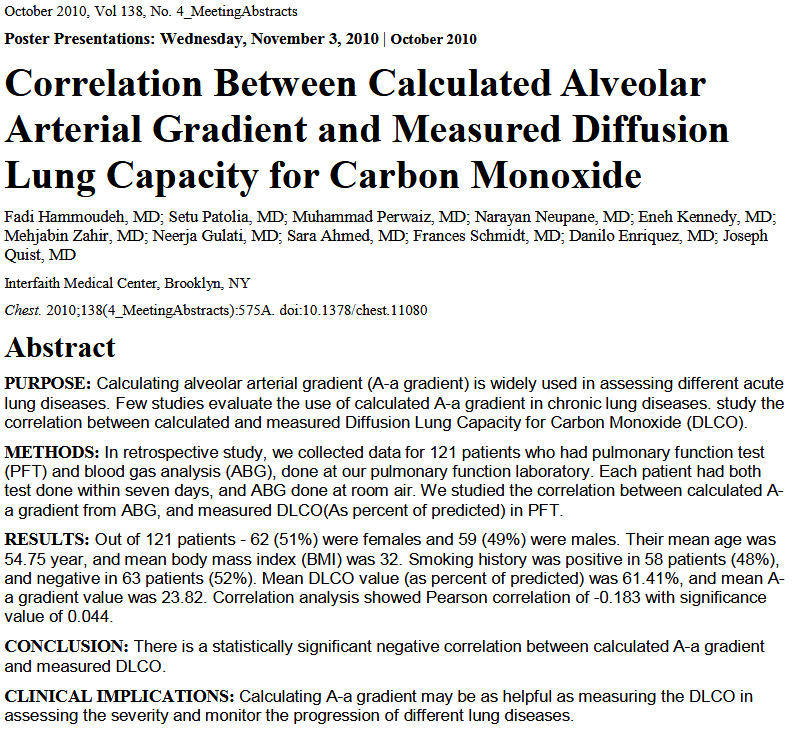 October 2010, Vol 138, No. 4_MeetingAbstracts
Poster Presentations: Wednesday, November 3, 2010 | October 2010
Correlation Between Calculated Alveolar
Arterial Gradient and Measured Diffusion
Lung Capacity for Carbon Monoxide
Fadi Hammoudeh, MD; Setu Patolia, MD; Muhammad Perwaiz, MD; Narayan Neupane, MD; Eneh Kennedy, MD;
Mehjabin Zahir, MD; Neerja Gulati, MD; Sara Ahmed, MD; Frances Schmidt, MD; Danilo Enriquez, MD; Joseph
Quist, MD
Interfaith Medical Center, Brooklyn, NY
Chest. 2010;138(4_MeetingAbstracts):575A. doi:10.1378/chest.11080
Abstract
PURPOSE: Calculating alveolar arterial gradient (A-a gradient) is widely used in assessing different acute
lung diseases. Few studies evaluate the use of calculated A-a gradient in chronic lung diseases. study the
correlation between calculated and measured Diffusion Lung Capacity for Carbon Monoxide (DLCO).
METHODS: In retrospective study, we collected data for 121 patients who had pulmonary function test
(PFT) and blood gas analysis (ABG), done at our pulmonary function laboratory. Each patient had both
test done within seven days, and ABG done at room air. We studied the correlation between calculated A-
a gradient from ABG, and measured DLCO(As percent of predicted) in PFT.
RESULTS: Out of 121 patients - 62 (51%) were females and 59 (49%) were males. Their mean age was
54.75 year, and mean body mass index (BMI) was 32. Smoking history was positive in 58 patients (48%),
and negative in 63 patients (52%). Mean DLCO value (as percent of predicted) was 61.41%, and mean A-
a gradient value was 23.82. Correlation analysis showed Pearson correlation of -0.183 with significance
value of 0.044.
CONCLUSION: There is a statistically significant negative correlation between calculated A-a gradient
and measured DLCO.
CLINICAL IMPLICATIONS: Calculating A-a gradient may be as helpful as measuring the DLCO in
assessing the severity and monitor the progression of different lung diseases.